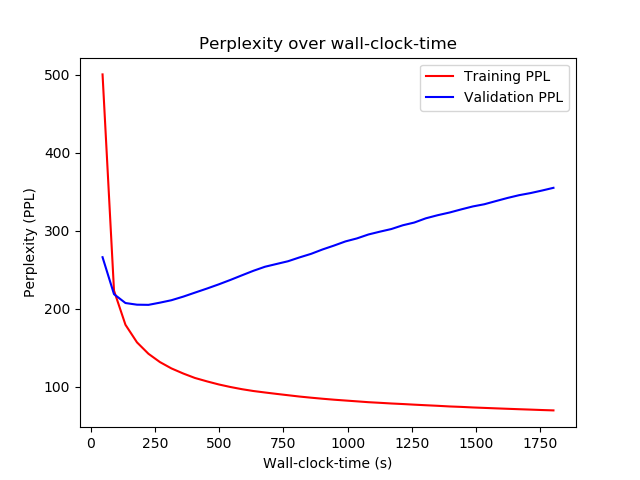 Perplexity over wall-clock-time
Training PPL
Validation PPL
Perplexity (PPL)
500
400
300
200
100
0
250
500
750
1000
1250
1500
1750
Wall-clock-time (s)